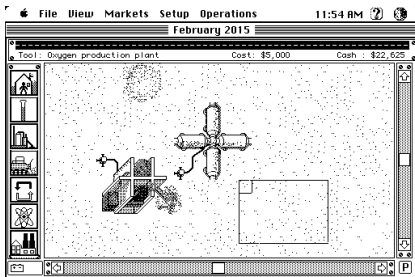 File View Markets Setup Operations 11:54 AM
February 2015
Tool: Oxygen production plant Cost: $5,000 Cash : $22,625
P